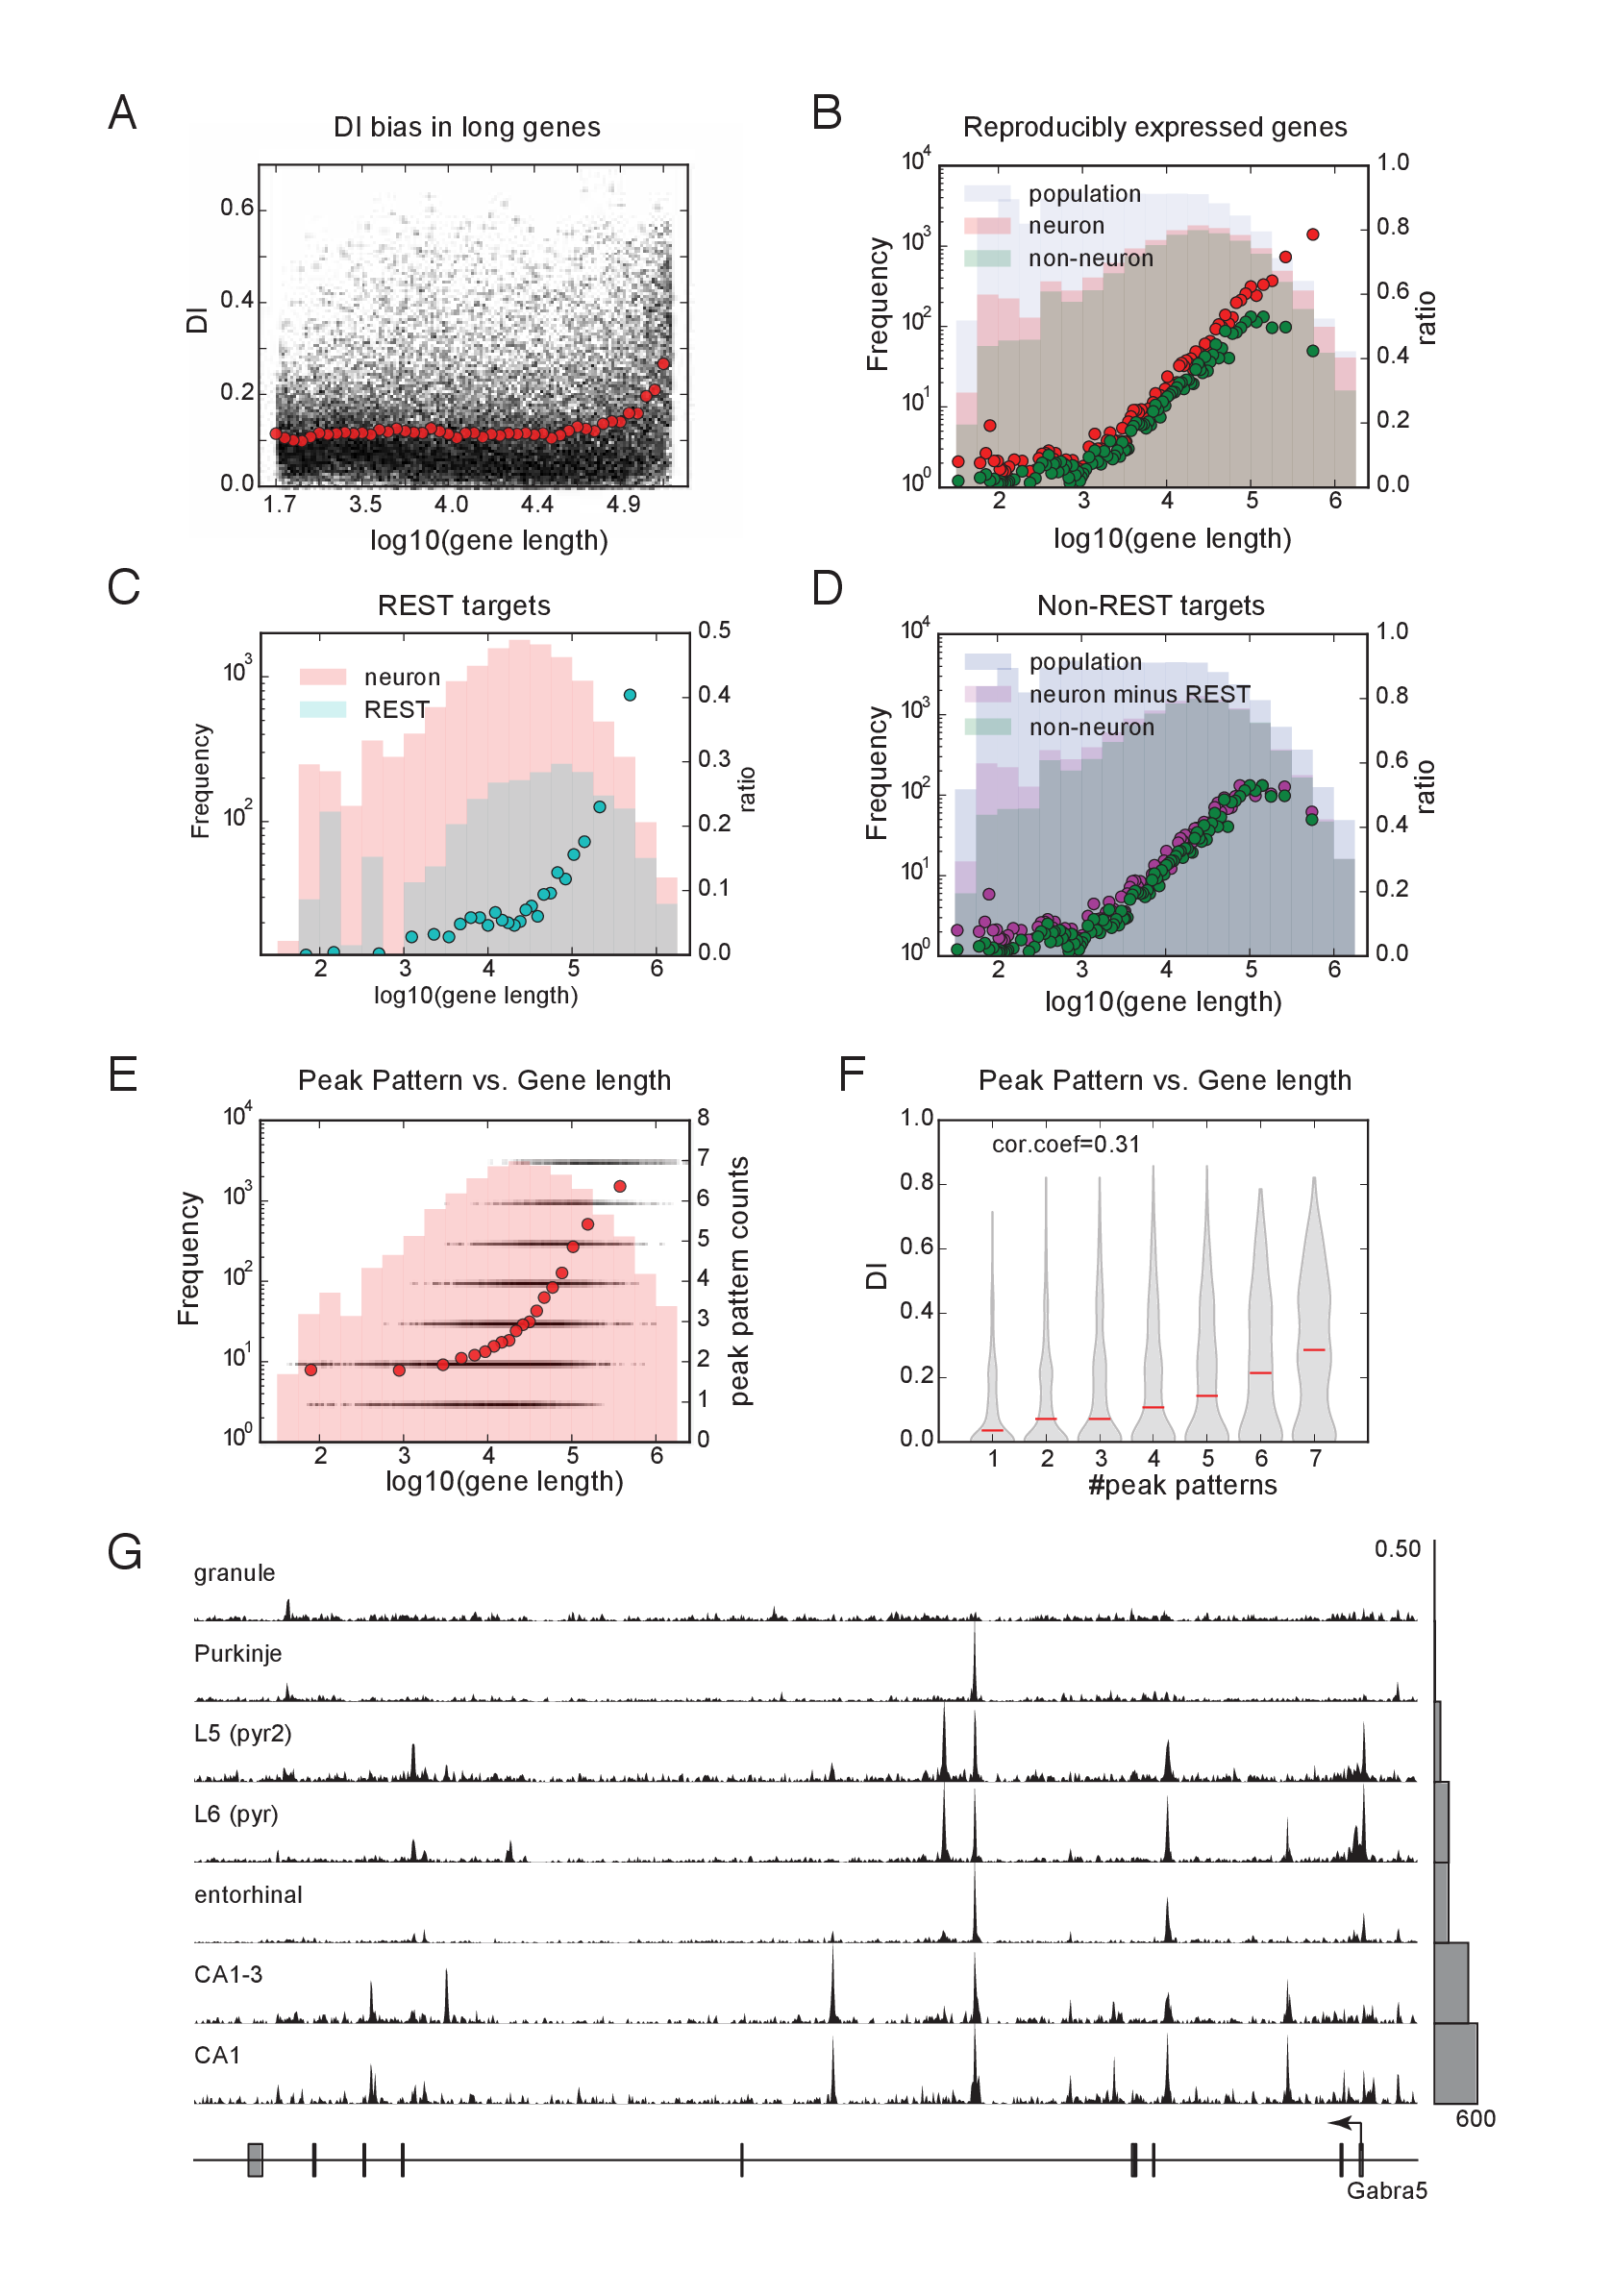 A
DI bias in long genes
DI
0.6
0.4
0.2
0.0
1.7 3.5 4.0 4.4 4.9
log10(gene length)
B
Reproducibly expressed genes
Frequency
10^4
10^3
10^2
10^1
10^0
population
neuron
non-neuron
1.0
0.8
0.6
0.4
0.2
0.0
ratio
2 3 4 5 6
log10(gene length)
C
REST targets
Frequency
10^3
10^2
neuron
REST
0.5
0.4
0.3
0.2
0.1
0.0
ratio
2 3 4 5 6
log10(gene length)
D
Non-REST targets
Frequency
10^4
10^3
10^2
10^1
10^0
population
neuron minus REST
non-neuron
1.0
0.8
0.6
0.4
0.2
0.0
ratio
2 3 4 5 6
log10(gene length)
E
Peak Pattern vs. Gene length
Frequency
10^4
10^3
10^2
10^1
10^0
8
7
6
5
4
3
2
1
0
peak pattern counts
2 3 4 5 6
log10(gene length)
F
Peak Pattern vs. Gene length
DI
1.0
0.8
0.6
0.4
0.2
0.0
cor.coef=0.31
1 2 3 4 5 6 7
#peak patterns
G
0.50
granule
Purkinje
L5 (pyr2)
L6 (pyr)
entorhinal
CA1-3
CA1
600
Gabra5